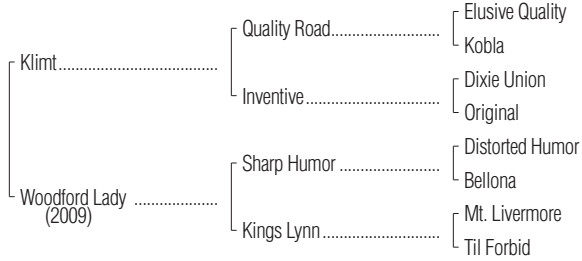 Elusive Quality
Quality Road..................................
Kobla
Klimt.....................................
Dixie Union
Inventive..........................................
Original
Distorted Humor
Sharp Humor ..............................
Bellona
Woodford Lady ......................
(2009)
Mt. Livermore
Kings Lynn....................................
Til Forbid